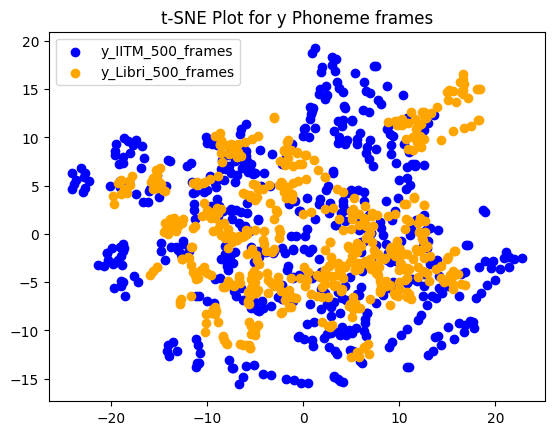 t-SNE Plot for y Phoneme frames
y_IITM_500_frames
y_Libri_500_frames
20
15
10
5
0
−5
−10
−15
−20 −10 0 10 20